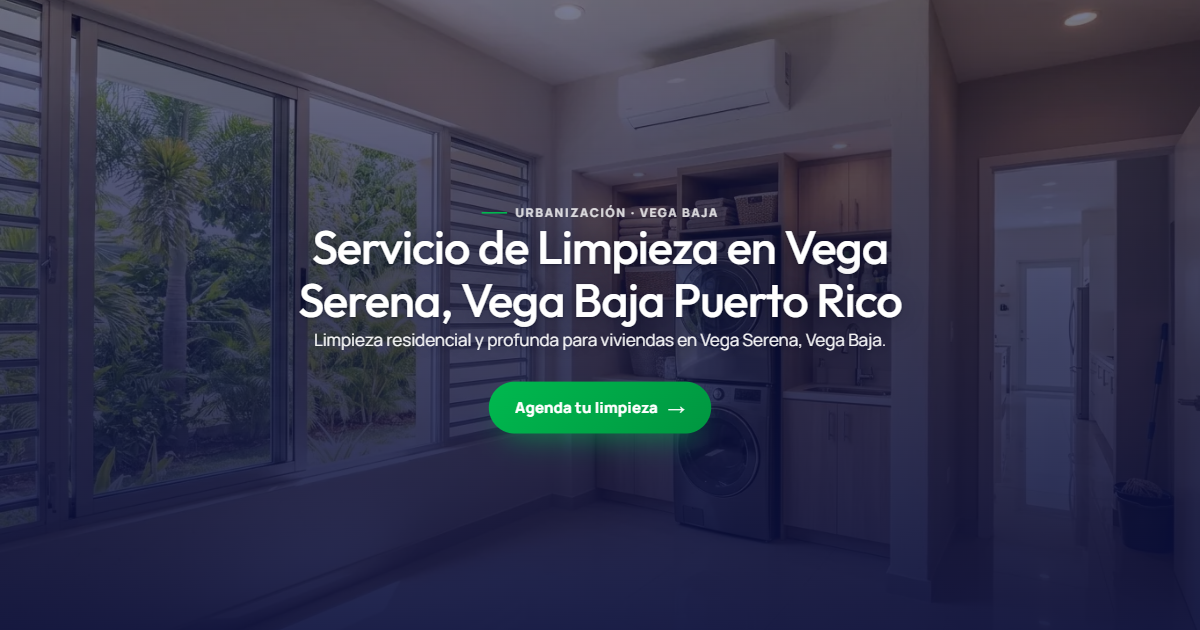 URBANIZACIÓN · VEGA BAJA
Servicio de Limpieza en Vega
Serena, Vega Baja Puerto Rico
Limpieza residencial y profunda para viviendas en Vega Serena, Vega Baja.
Agenda tu limpieza →